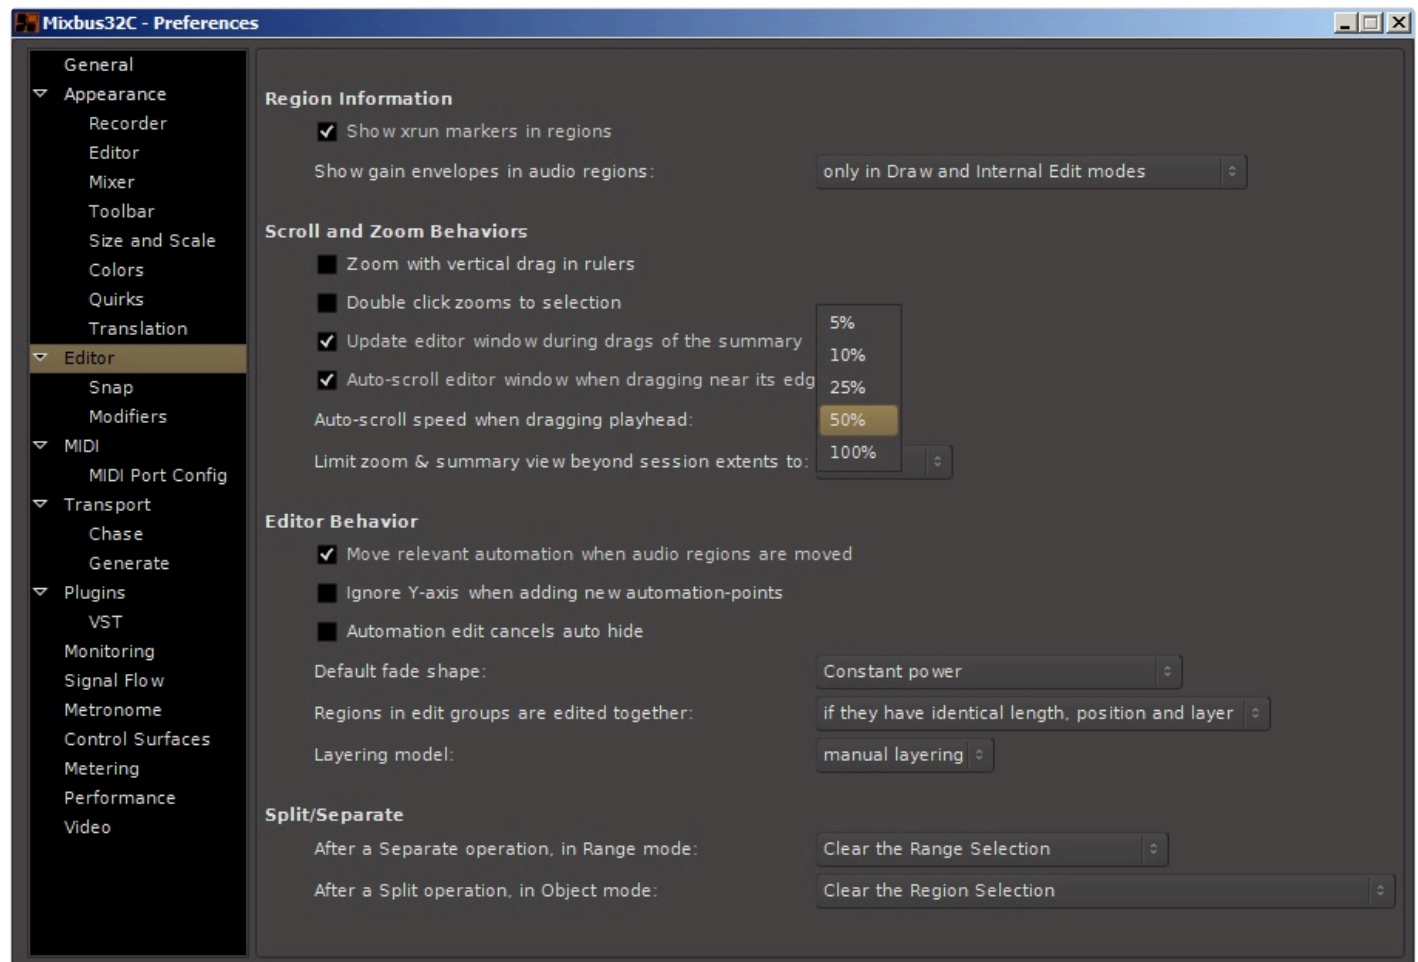 Mixbus32C - Preferences
General
Appearance
Recorder
Editor
Mixer
Toolbar
Size and Scale
Colors
Quirks
Translation
Editor
Snap
Modifiers
MIDI
MIDI Port Config
Transport
Chase
Generate
Plugins
VST
Monitoring
Signal Flow
Metronome
Control Surfaces
Metering
Performance
Video
Region Information
Show xrun markers in regions
Show gain envelopes in audio regions: only in Draw and Internal Edit modes
Scroll and Zoom Behaviors
Zoom with vertical drag in rulers
Double click zooms to selection
Update editor window during drags of the summary
Auto-scroll editor window when dragging near its edg
Auto-scroll speed when dragging playhead:
5%
10%
25%
50%
100%
Limit zoom & summary view beyond session extents to:
Editor Behavior
Move relevant automation when audio regions are moved
Ignore Y-axis when adding new automation-points
Automation edit cancels auto hide
Default fade shape: Constant power
Regions in edit groups are edited together: if they have identical length, position and layer
Layering model: manual layering
Split/Separate
After a Separate operation, in Range mode: Clear the Range Selection
After a Split operation, in Object mode: Clear the Region Selection